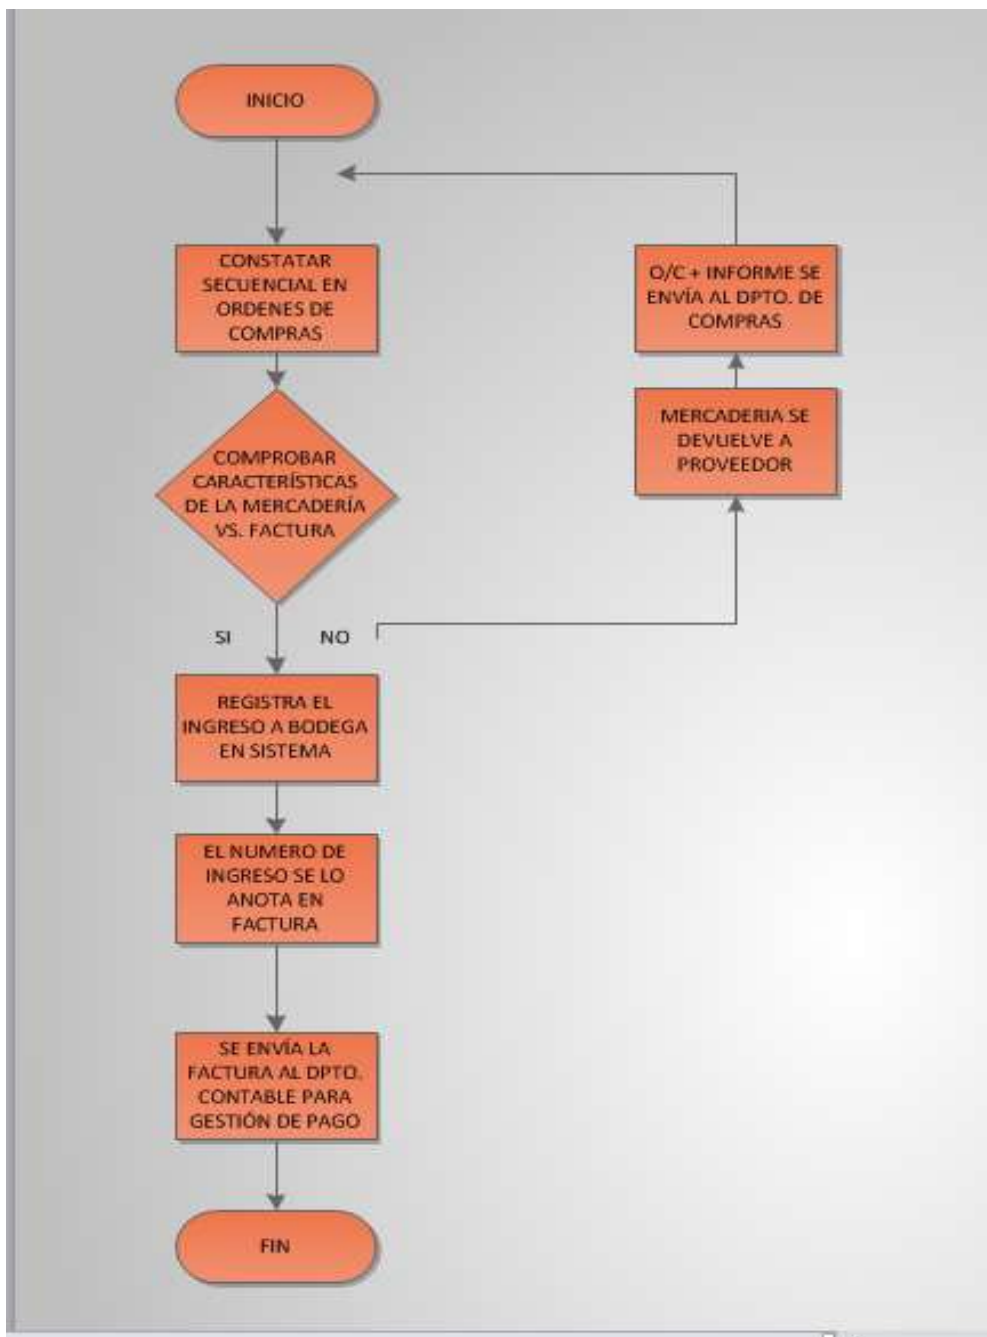 INICIO
CONSTATAR
SECUENCIAL EN
ORDENES DE
COMPRAS
O/C + INFORME SE
ENVÍA AL DPTO. DE
COMPRAS
MERCADERIA SE
DEVUELVE A
PROVEEDOR
COMPROBAR
CARACTERÍSTICAS
DE LA MERCADERÍA
VS. FACTURA
SI
NO
REGISTRA EL
INGRESO A BODEGA
EN SISTEMA
EL NUMERO DE
INGRESO SE LO
ANOTA EN
FACTURA
SE ENVÍA LA
FACTURA AL DPTO.
CONTABLE PARA
GESTIÓN DE PAGO
FIN